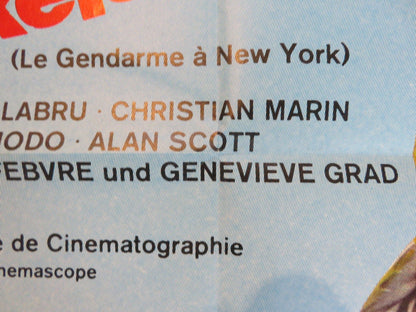 (Le Gendarme à New York)
LABRU · CHRISTIAN MARIN
MODO · ALAN SCOTT
FEBVRE und GENEVIEVE GRAD
de Cinematographie
nemascope